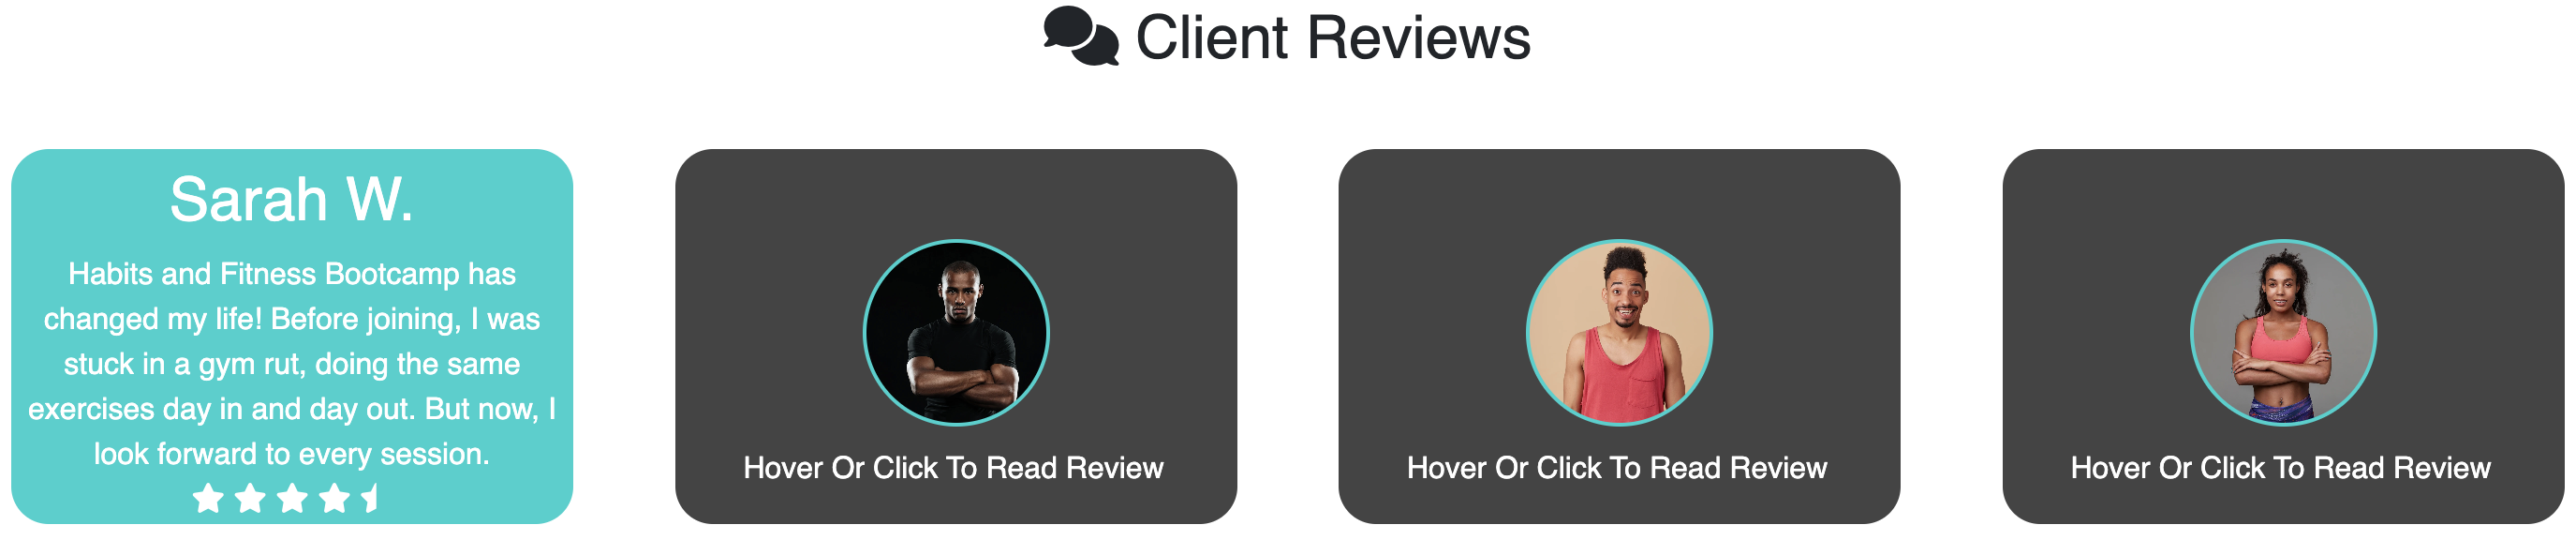 Client Reviews
Sarah W.
Habits and Fitness Bootcamp has
changed my life! Before joining, I was
stuck in a gym rut, doing the same
exercises day in and day out. But now, I
look forward to every session.
Hover Or Click To Read Review
Hover Or Click To Read Review
Hover Or Click To Read Review